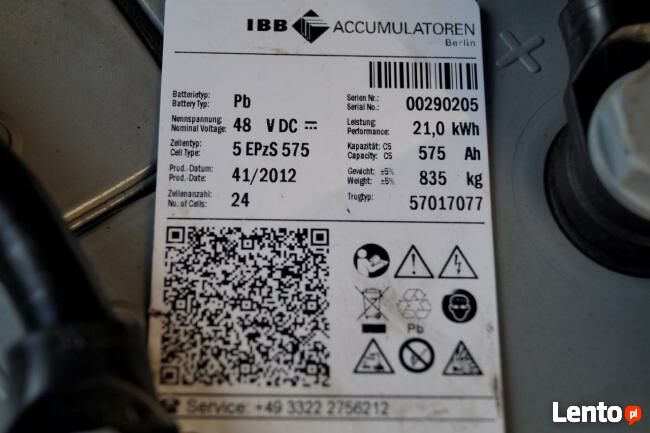 IBB ACCUMULATOREN
Berlin
Batterietyp: Pb Serien Nr.: 00290205
Battery Type: Serial No.:
Nennspannung: 48 V DC Leistung: 21,0 kWh
Nominal Voltage: Performance:
Zellentyp: 5 EPzS 575 Kapazität: C5 575 Ah
Cell Type: Capacity: C5
Prod.-Datum: 41/2012 Gewicht: ±5% 835 kg
Prod.-Date: Weight: ±5%
Zellenanzahl: 24 Trogtyp: 57017077
No. of Cells:
Pb
Service: +49 3322 2756212
Lento.pl